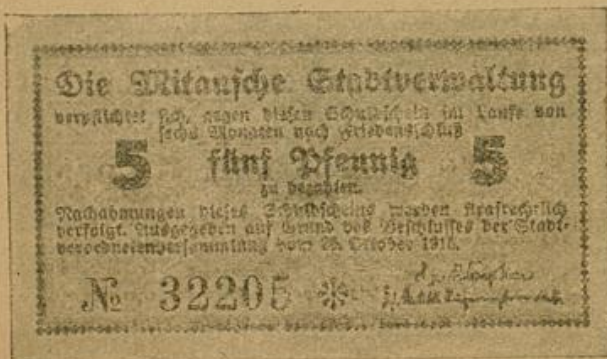 Die Mitausche Stadtverwaltung
verpflichtet sich, gegen diesen Schuldschein im Laufe von
sechs Monaten nach Friedensschluß
5 fünf Pfennig 5
zu bezahlen.
Nachahmungen dieses Schuldscheins werden strafrechtlich
verfolgt. Ausgegeben auf Grund des Beschlusses der Stadt-
verordnetenversammlung vom Oktober
№ 32205